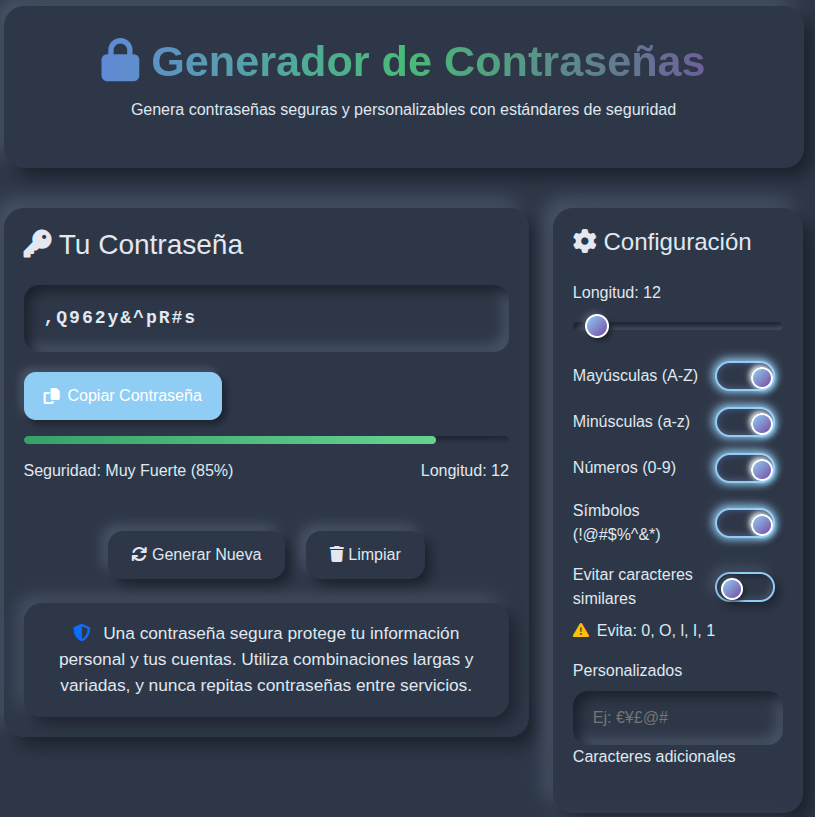 Generador de Contraseñas
Genera contraseñas seguras y personalizables con estándares de seguridad
Tu Contraseña
,Q962y&^pR#s
Copiar Contraseña
Seguridad: Muy Fuerte (85%)
Longitud: 12
Generar Nueva
Limpiar
Una contraseña segura protege tu información
personal y tus cuentas. Utiliza combinaciones largas y
variadas, y nunca repitas contraseñas entre servicios.
Configuración
Longitud: 12
Mayúsculas (A-Z)
Minúsculas (a-z)
Números (0-9)
Símbolos
(!@#$%^&*)
Evitar caracteres
similares
Evita: 0, O, l, I, 1
Personalizados
Ej: €¥£@#
Caracteres adicionales